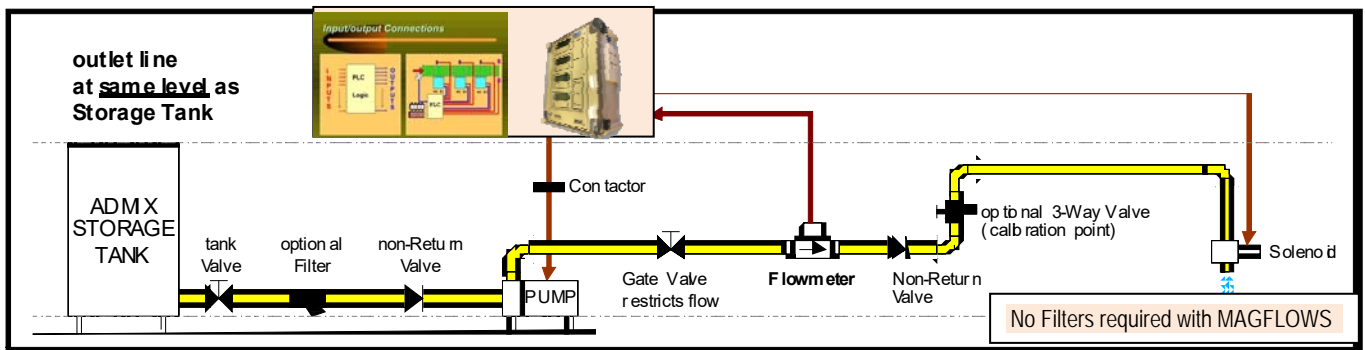 Input/output Connections
INPUTS
PLC
Logic
OUTPUTS
PLC
outlet line
at same level as
Storage Tank
ADMIX
STORAGE
TANK
tank
Valve
optional
Filter
non-Return
Valve
Contactor
PUMP
Gate Valve
restricts flow
Flowmeter
Non-Return
Valve
optional 3-Way Valve
(calibration point)
Solenoid
No Filters required with MAGFLOWS